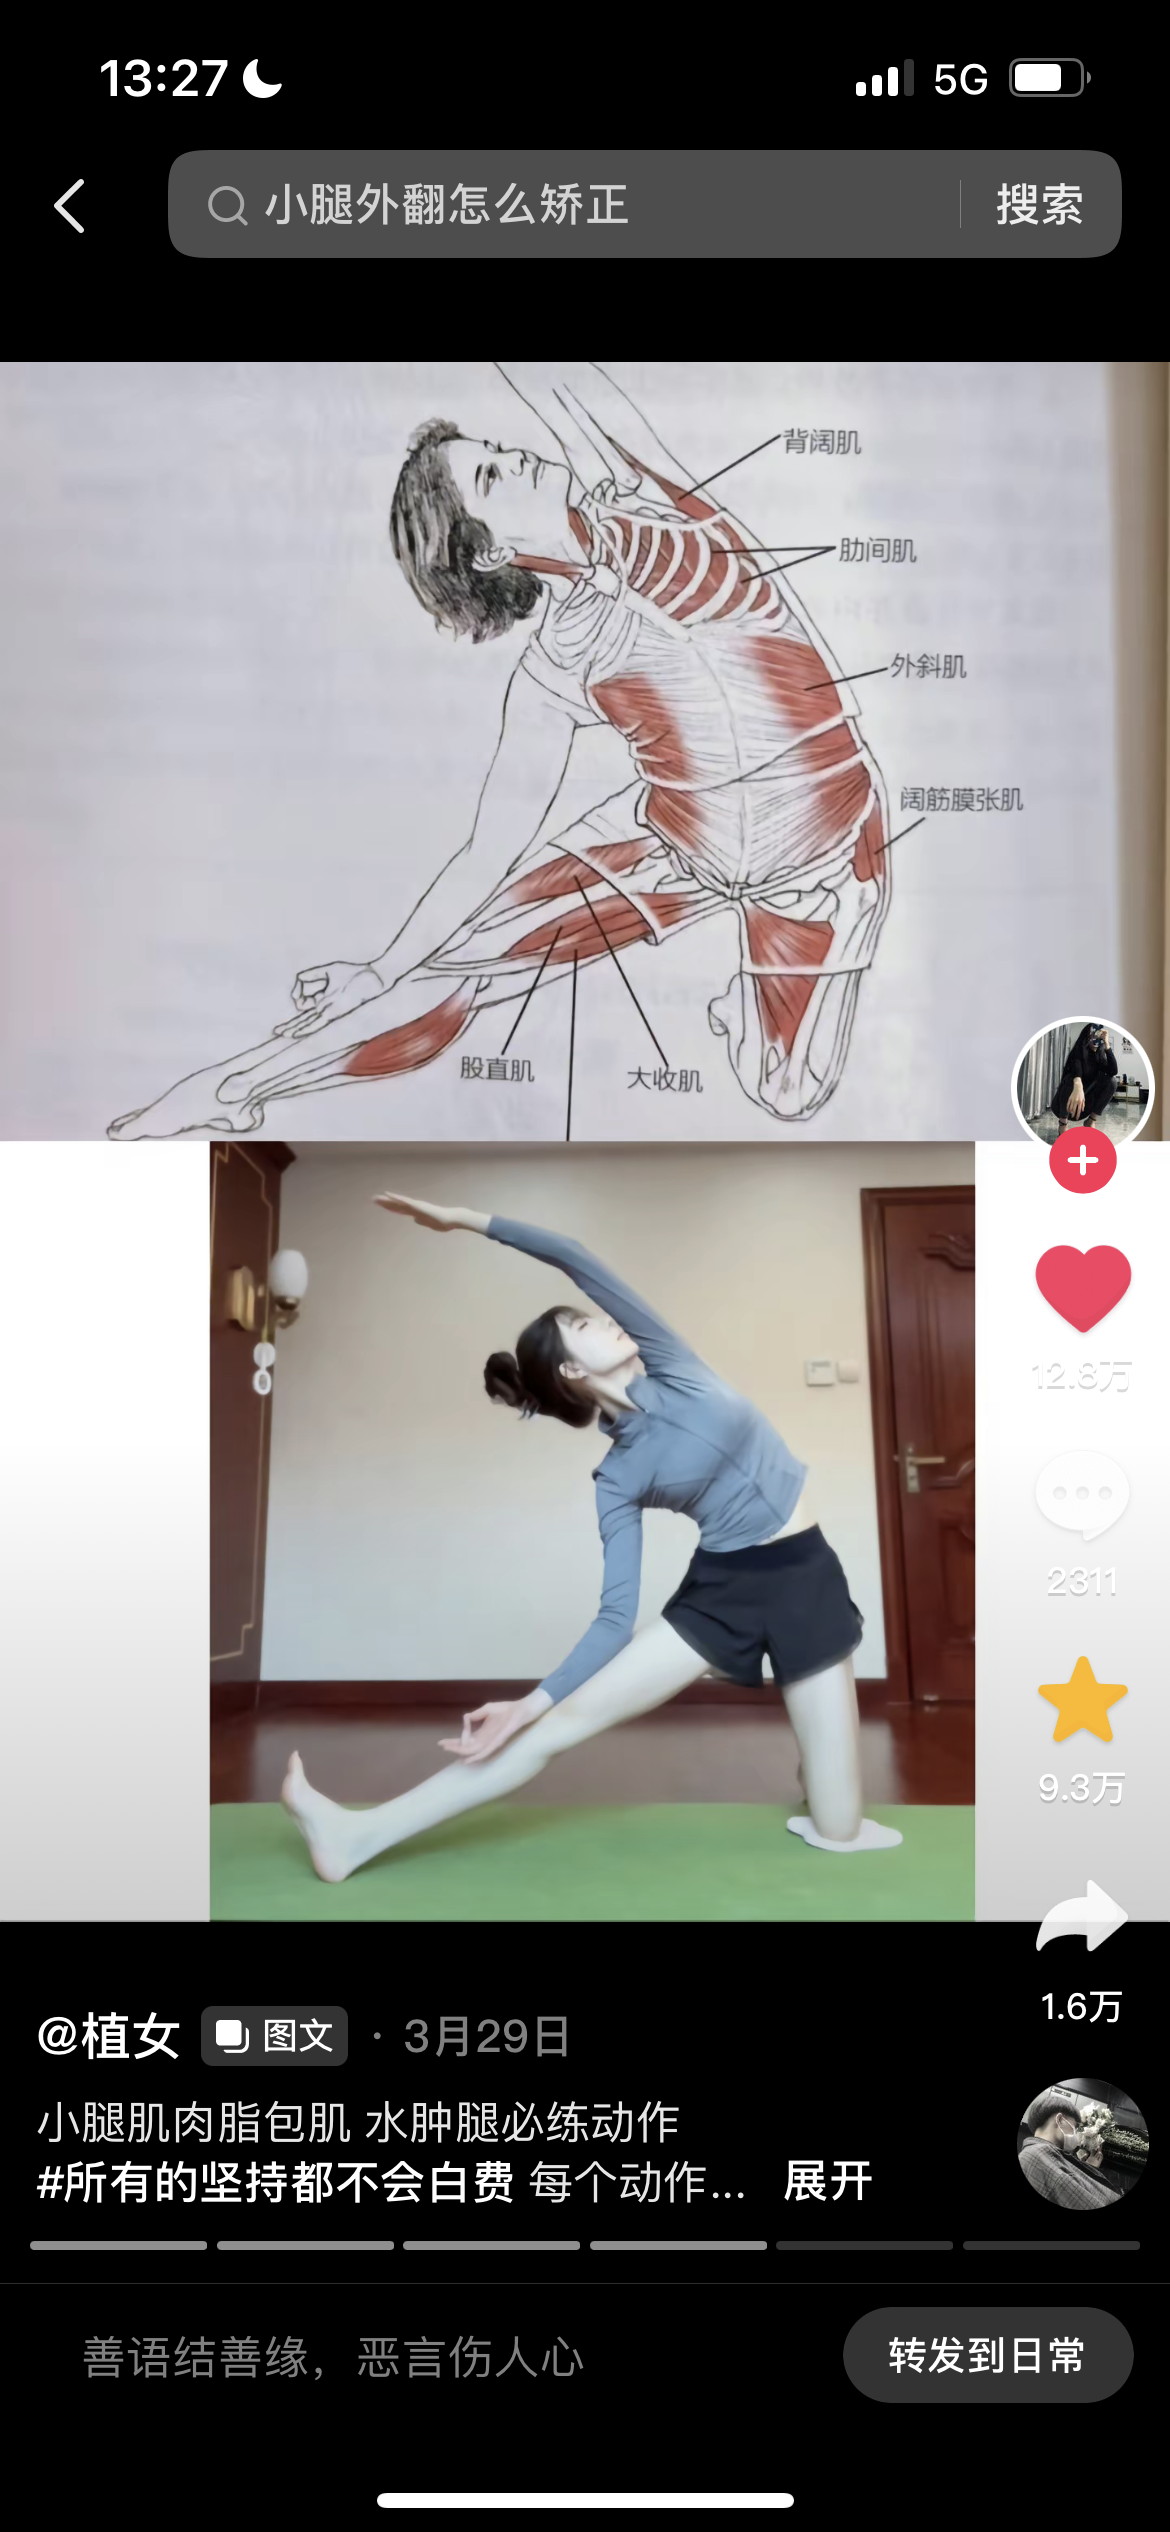 13:27
5G
小腿外翻怎么矫正
搜索
背阔肌
肋间肌
外斜肌
阔筋膜张肌
股直肌
大收肌
12.8万
2311
9.3万
1.6万
@植女 图文 · 3月29日
小腿肌肉脂包肌 水肿腿必练动作
#所有的坚持都不会白费 每个动作... 展开
善语结善缘，恶言伤人心
转发到日常